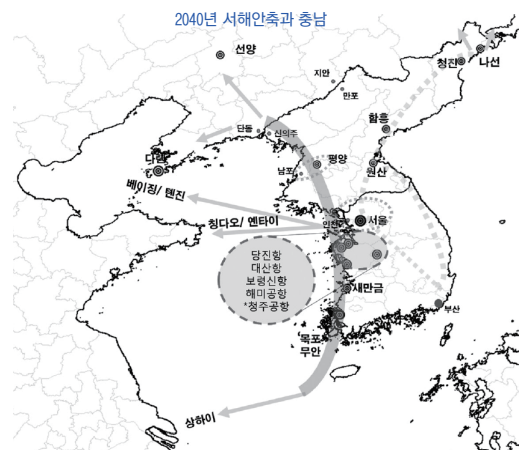 2040년 서해안축과 충남
선양
청진
나선
지안
만포
함흥
단둥
신의주
평양
다롄
남포
원산
베이징/ 텐진
칭다오/ 옌타이
인천
서울
당진항
대산항
보령신항
해미공항
*청주공항
새만금
부산
목포
무안
상하이